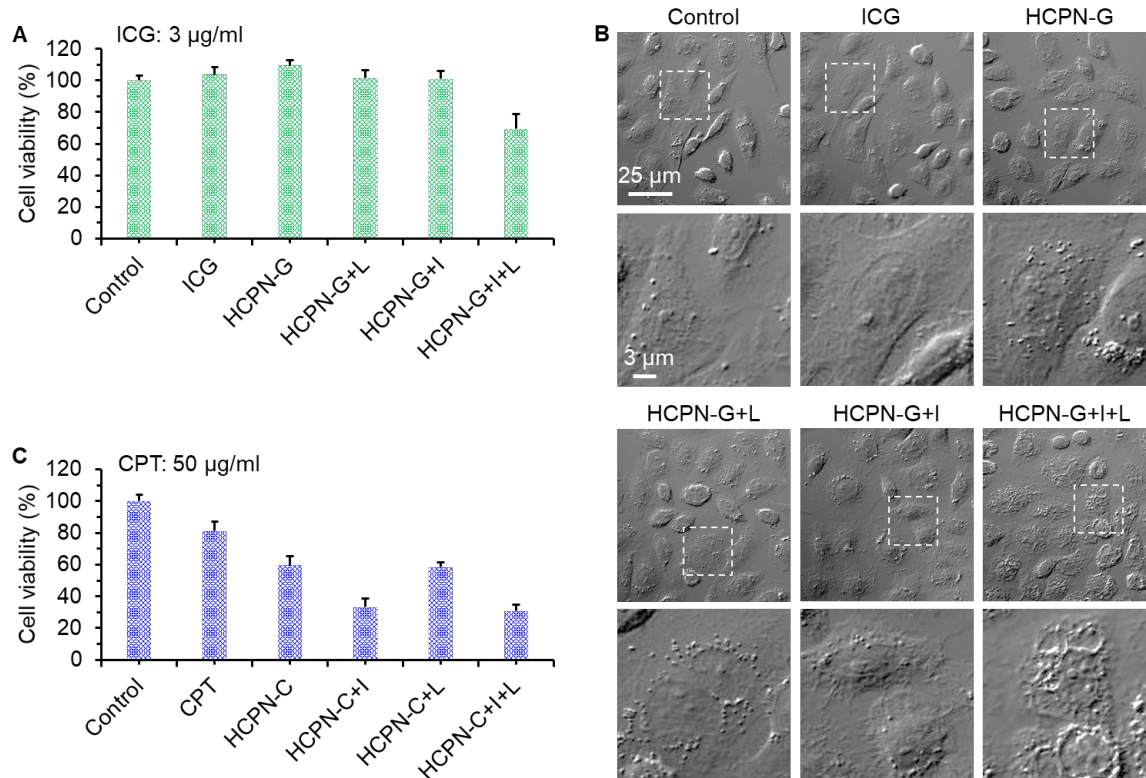 A
ICG: 3 µg/ml
Cell viability (%)
120
100
80
60
40
20
0
Control
ICG
HCPN-G
HCPN-G+L
HCPN-G+I
HCPN-G+I+L
B
Control
ICG
HCPN-G
25 µm
3 µm
HCPN-G+L
HCPN-G+I
HCPN-G+I+L
C
CPT: 50 µg/ml
Cell viability (%)
120
100
80
60
40
20
0
Control
CPT
HCPN-C
HCPN-C+I
HCPN-C+L
HCPN-C+I+L